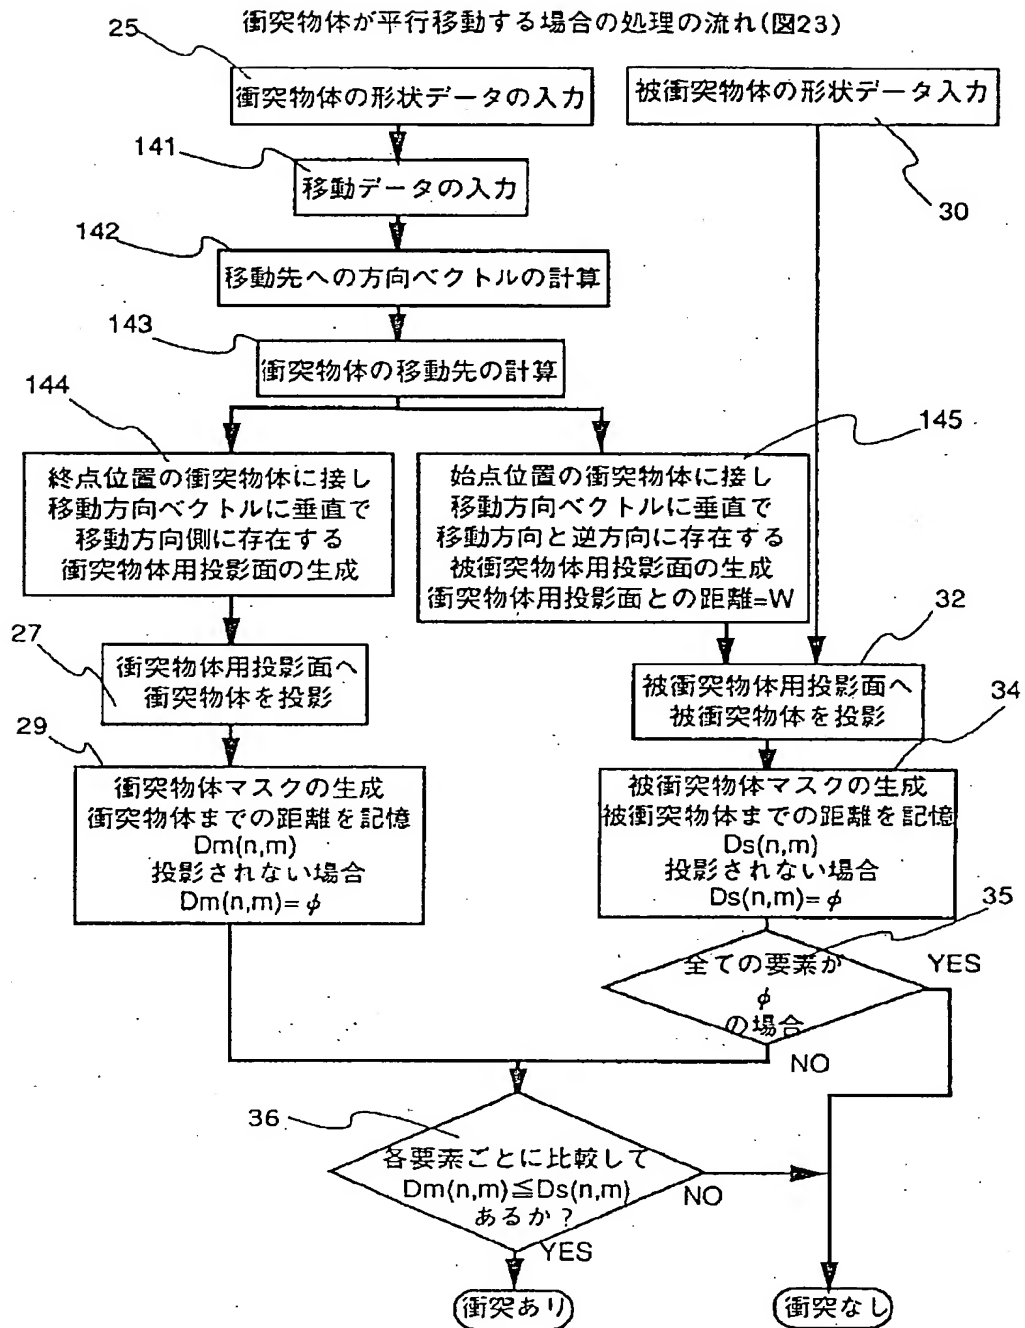 衝突物体が平行移動する場合の処理の流れ(図23)
25
衝突物体の形状データの入力
被衝突物体の形状データ入力
30
141
移動データの入力
142
移動先への方向ベクトルの計算
143
衝突物体の移動先の計算
144
終点位置の衝突物体に接し
移動方向ベクトルに垂直で
移動方向側に存在する
衝突物体用投影面の生成
145
始点位置の衝突物体に接し
移動方向ベクトルに垂直で
移動方向と逆方向に存在する
被衝突物体用投影面の生成
衝突物体用投影面との距離=W
27
衝突物体用投影面へ
衝突物体を投影
32
被衝突物体用投影面へ
被衝突物体を投影
29
衝突物体マスクの生成
衝突物体までの距離を記憶
Dm(n,m)
投影されない場合
Dm(n,m)=φ
34
被衝突物体マスクの生成
被衝突物体までの距離を記憶
Ds(n,m)
投影されない場合
Ds(n,m)=φ
35
全ての要素が
φ
の場合
YES
NO
36
各要素ごとに比較して
Dm(n,m)≦Ds(n,m)
あるか?
NO
YES
衝突あり
衝突なし